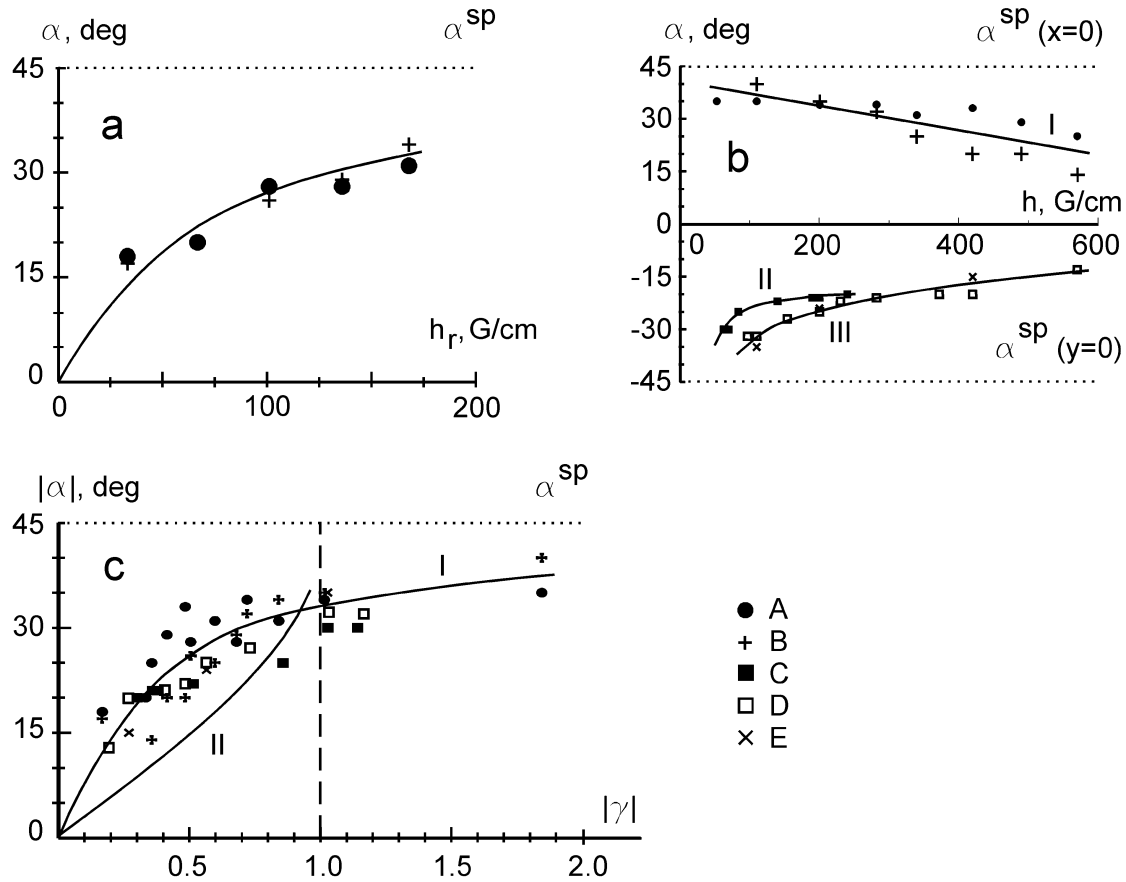 α, deg
α^sp
45
a
30
15
h_r, G/cm
0
0
100
200
α, deg
α^sp (x=0)
45
30
I
15
b
h, G/cm
0
0
200
400
600
-15
II
-30
III
α^sp (y=0)
-45
|α|, deg
α^sp
45
c
I
30
15
II
|γ|
0
0.5
1.0
1.5
2.0
A
B
C
D
E